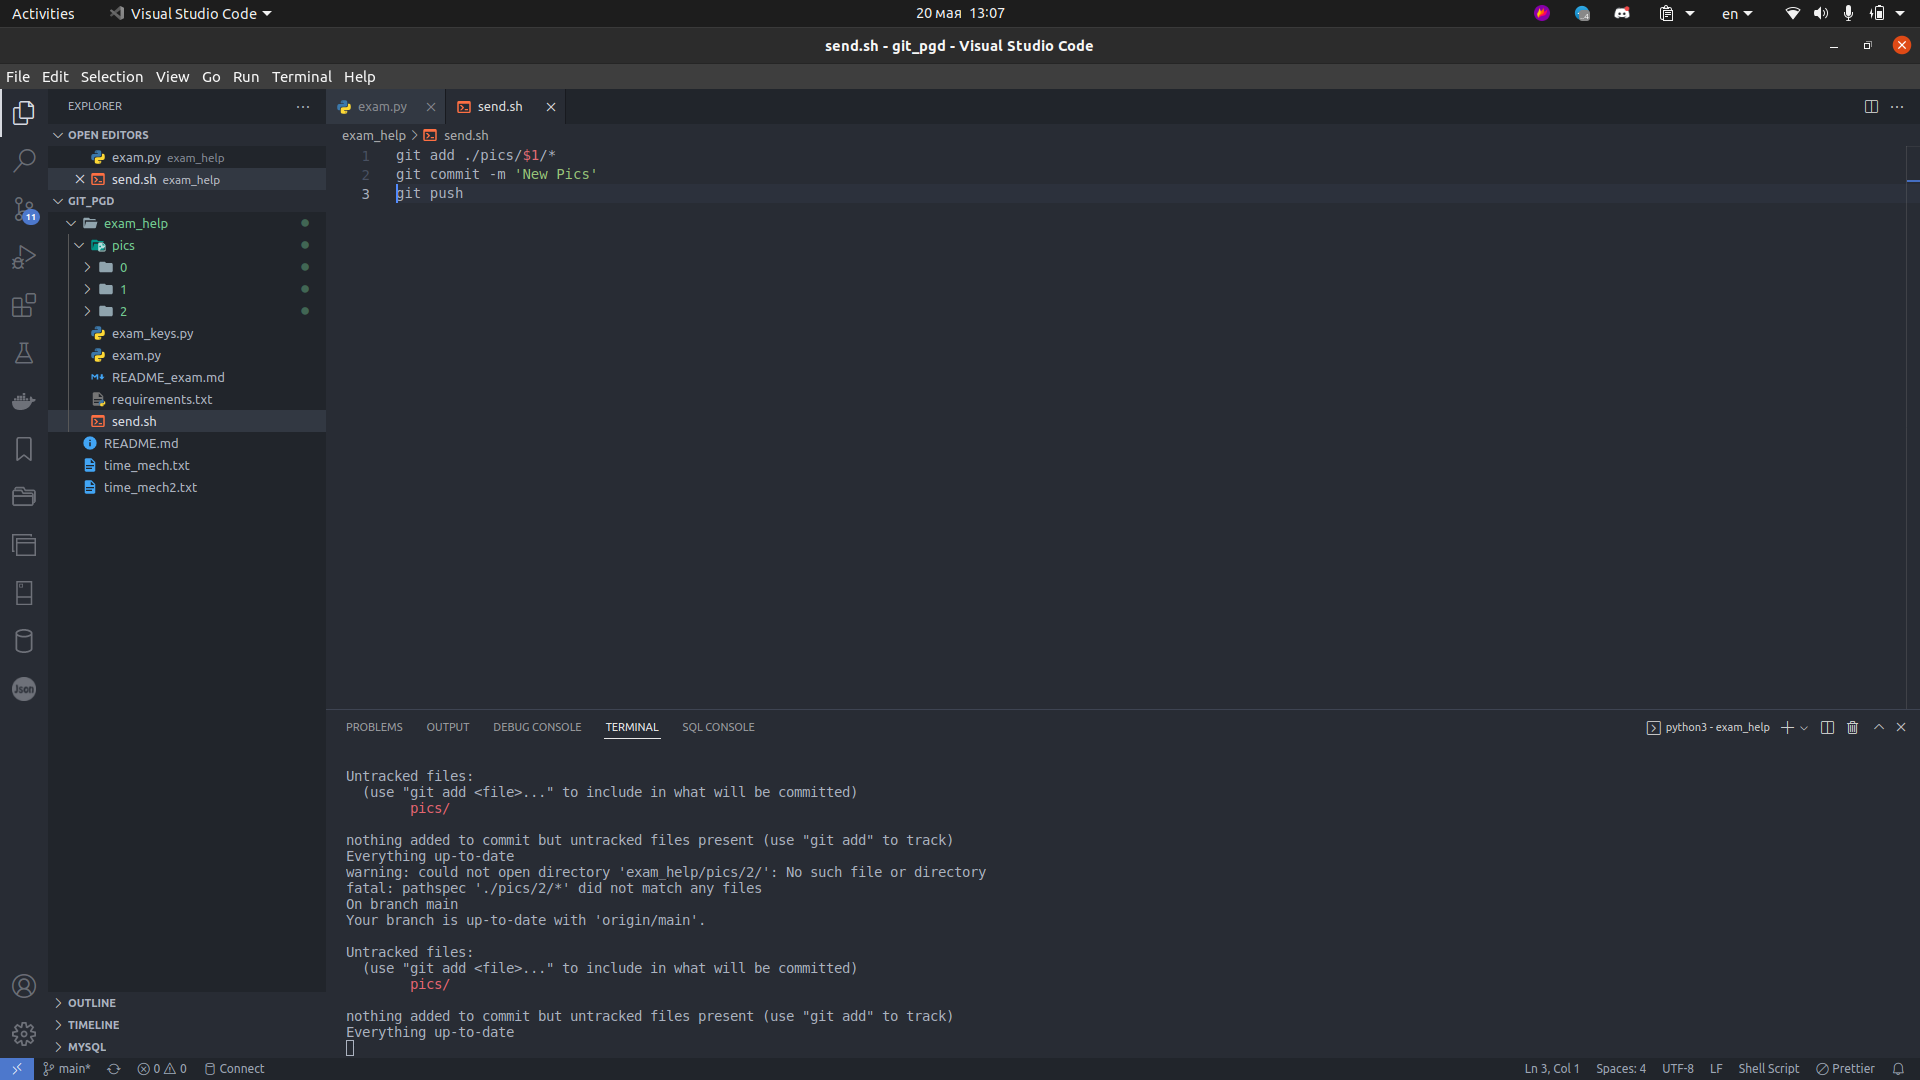 Activities
Visual Studio Code
20 мая 13:07
en
send.sh - git_pgd - Visual Studio Code
File Edit Selection View Go Run Terminal Help
EXPLORER
exam.py
send.sh
OPEN EDITORS
exam.py exam_help
send.sh exam_help
GIT_PGD
exam_help
pics
0
1
2
exam_keys.py
exam.py
README_exam.md
requirements.txt
send.sh
README.md
time_mech.txt
time_mech2.txt
11
Json
OUTLINE
TIMELINE
MYSQL
exam_help > send.sh
1 git add ./pics/$1/*
2 git commit -m 'New Pics'
3 git push
PROBLEMS OUTPUT DEBUG CONSOLE TERMINAL SQL CONSOLE
python3 - exam_help
Untracked files:
(use "git add <file>..." to include in what will be committed)
pics/
nothing added to commit but untracked files present (use "git add" to track)
Everything up-to-date
warning: could not open directory 'exam_help/pics/2/': No such file or directory
fatal: pathspec './pics/2/*' did not match any files
On branch main
Your branch is up-to-date with 'origin/main'.
Untracked files:
(use "git add <file>..." to include in what will be committed)
pics/
nothing added to commit but untracked files present (use "git add" to track)
Everything up-to-date
main* 0 0 Connect
Ln 3, Col 1 Spaces: 4 UTF-8 LF Shell Script Prettier